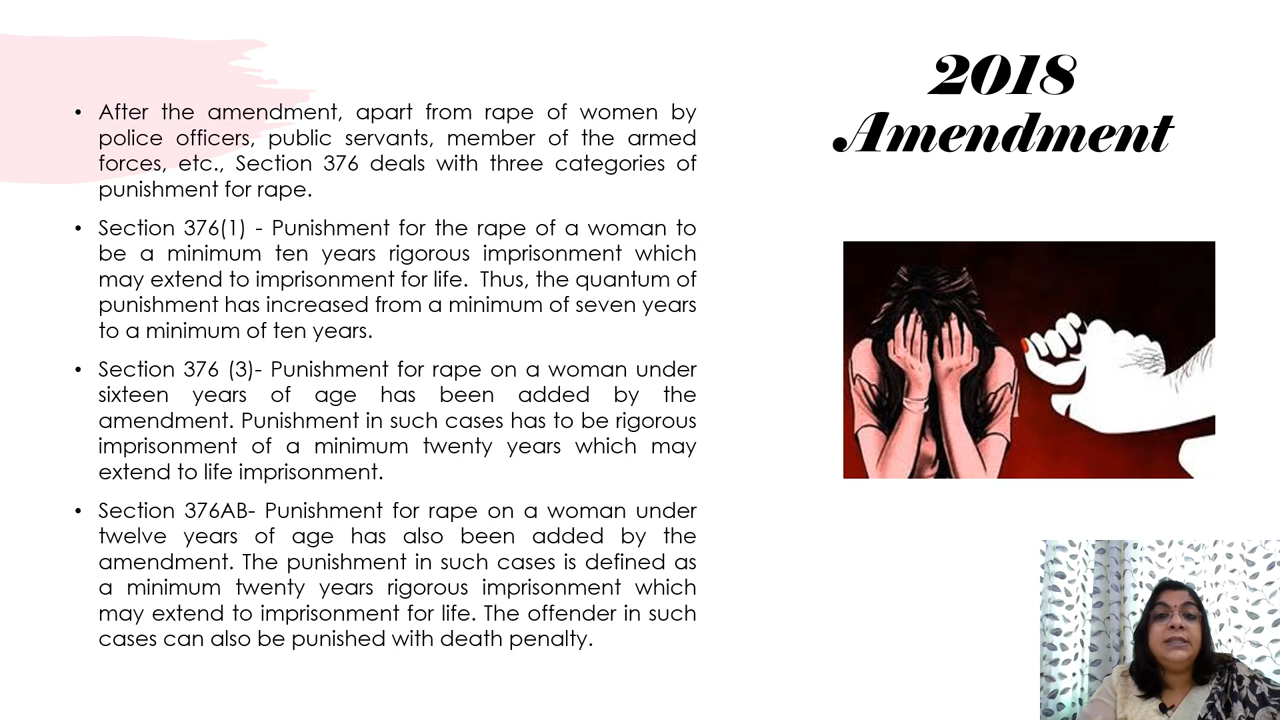 2018
Amendment
• After the amendment, apart from rape of women by
police officers, public servants, member of the armed
forces, etc., Section 376 deals with three categories of
punishment for rape.
• Section 376(1) - Punishment for the rape of a woman to
be a minimum ten years rigorous imprisonment which
may extend to imprisonment for life. Thus, the quantum of
punishment has increased from a minimum of seven years
to a minimum of ten years.
• Section 376 (3)- Punishment for rape on a woman under
sixteen years of age has been added by the
amendment. Punishment in such cases has to be rigorous
imprisonment of a minimum twenty years which may
extend to life imprisonment.
• Section 376AB- Punishment for rape on a woman under
twelve years of age has also been added by the
amendment. The punishment in such cases is defined as
a minimum twenty years rigorous imprisonment which
may extend to imprisonment for life. The offender in such
cases can also be punished with death penalty.